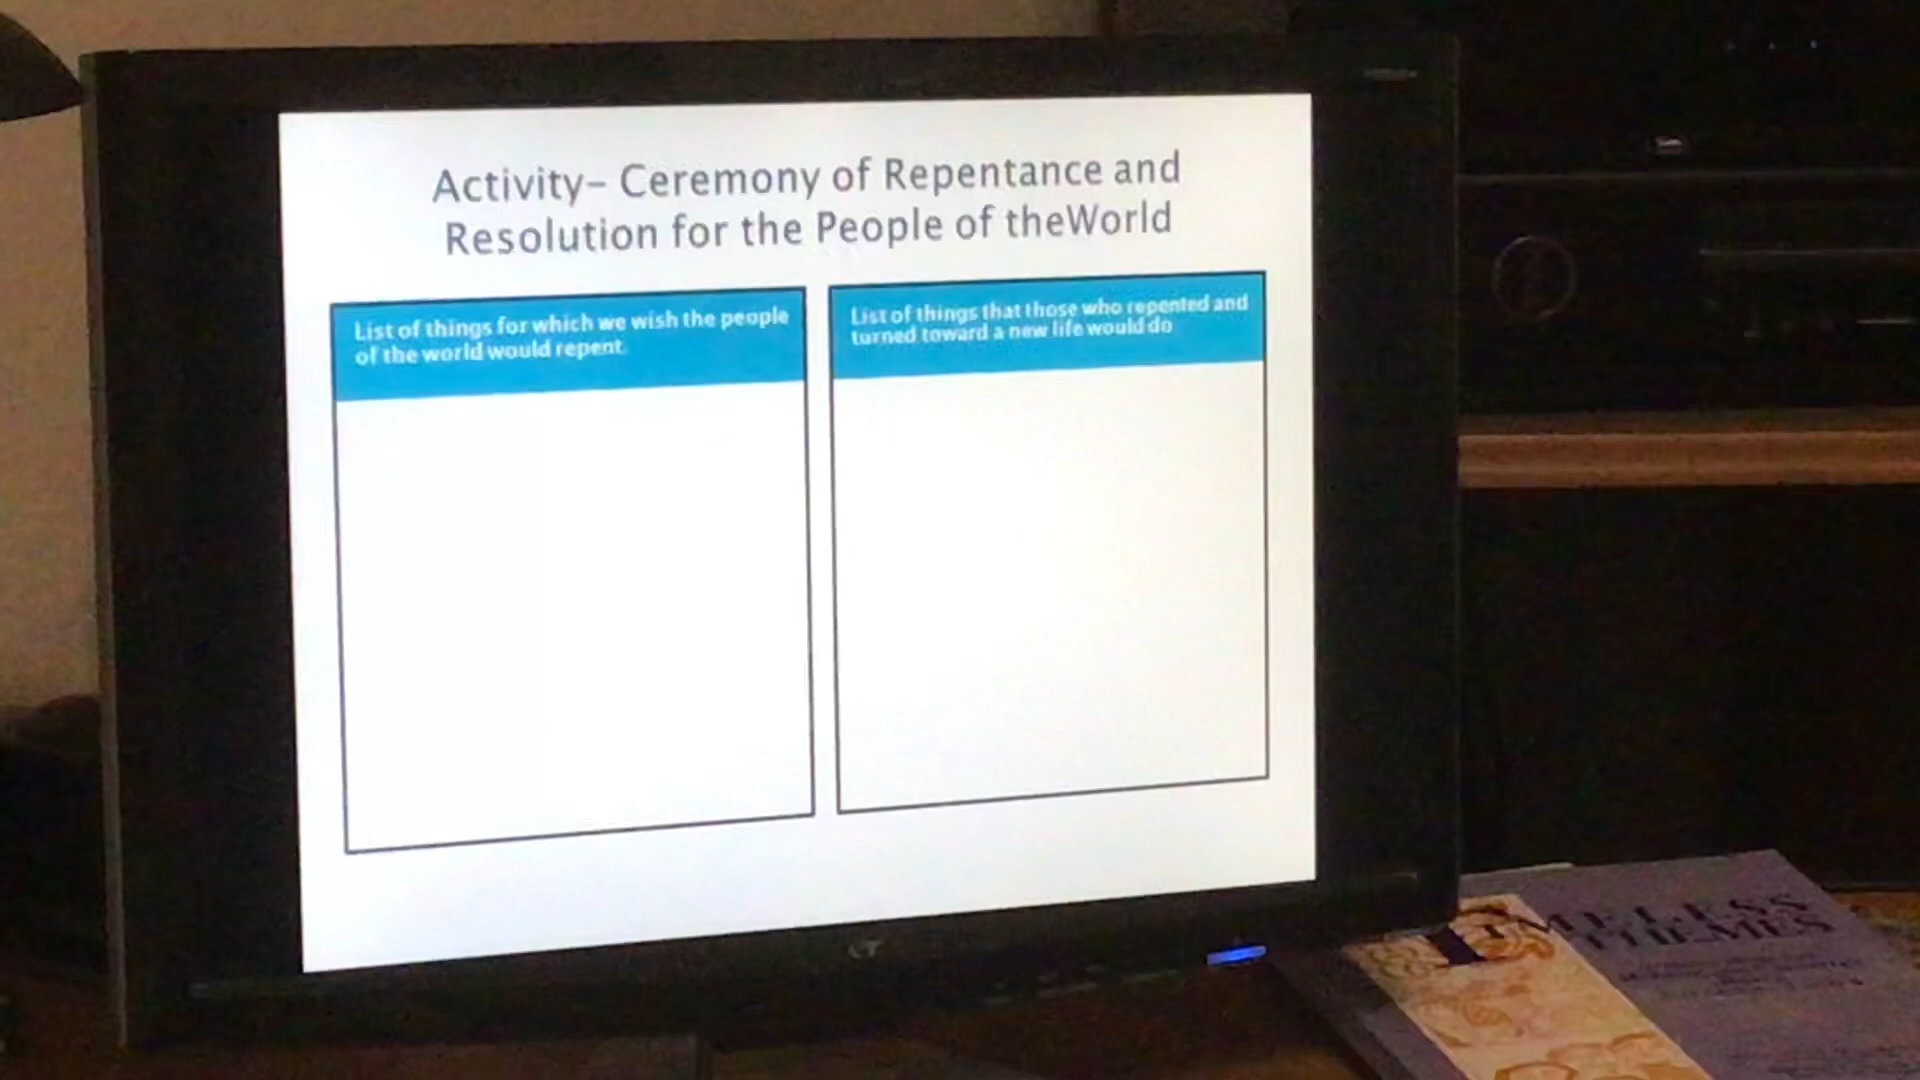 Activity– Ceremony of Repentance and
Resolution for the People of theWorld
List of things for which we wish the people
of the world would repent
List of things that those who repented and
turned toward a new life would do
TIMELESS
THEMES